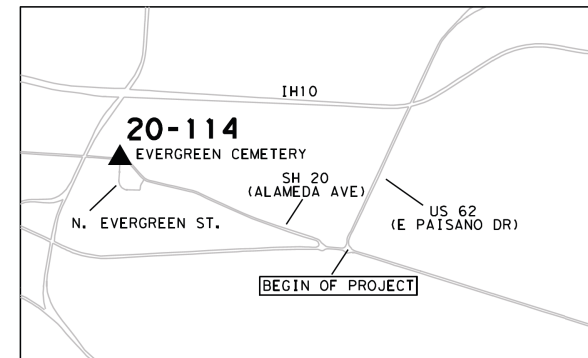 IH10
20-114
EVERGREEN CEMETERY
SH 20
(ALAMEDA AVE)
N. EVERGREEN ST.
US 62
(E PAISANO DR)
BEGIN OF PROJECT